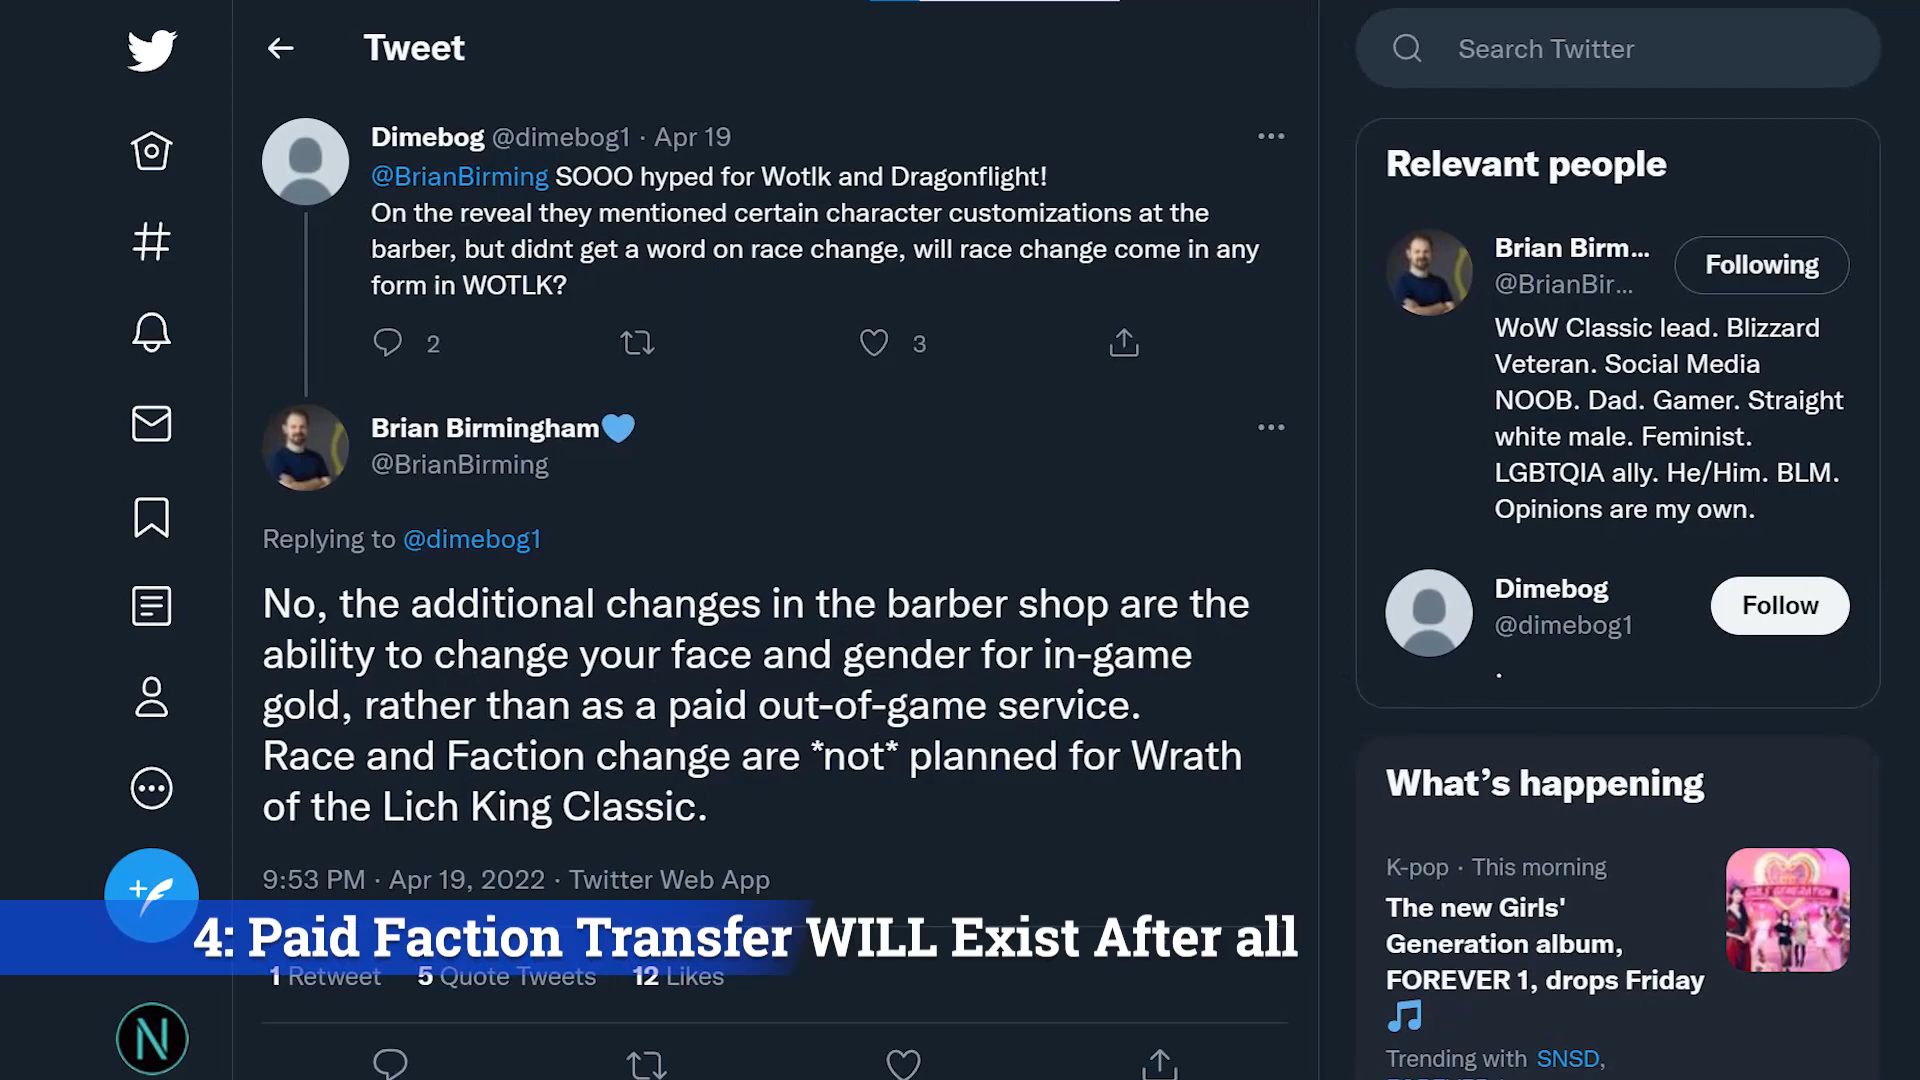 Tweet
Dimebog @dimebog1 · Apr 19
@BrianBirming SOOO hyped for Wotlk and Dragonflight!
On the reveal they mentioned certain character customizations at the
barber, but didnt get a word on race change, will race change come in any
form in WOTLK?
2
3
Brian Birmingham💙
@BrianBirming
Replying to @dimebog1
No, the additional changes in the barber shop are the
ability to change your face and gender for in-game
gold, rather than as a paid out-of-game service.
Race and Faction change are *not* planned for Wrath
of the Lich King Classic.
9:53 PM · Apr 19, 2022 · Twitter Web App
4: Paid Faction Transfer WILL Exist After all
1 Retweet 5 Quote Tweets 12 Likes
Search Twitter
Relevant people
Brian Birm...
@BrianBir...
Following
WoW Classic lead. Blizzard
Veteran. Social Media
NOOB. Dad. Gamer. Straight
white male. Feminist.
LGBTQIA ally. He/Him. BLM.
Opinions are my own.
Dimebog
@dimebog1
Follow
.
What's happening
K-pop · This morning
The new Girls'
Generation album,
FOREVER 1, drops Friday
🎵
Trending with SNSD,
N